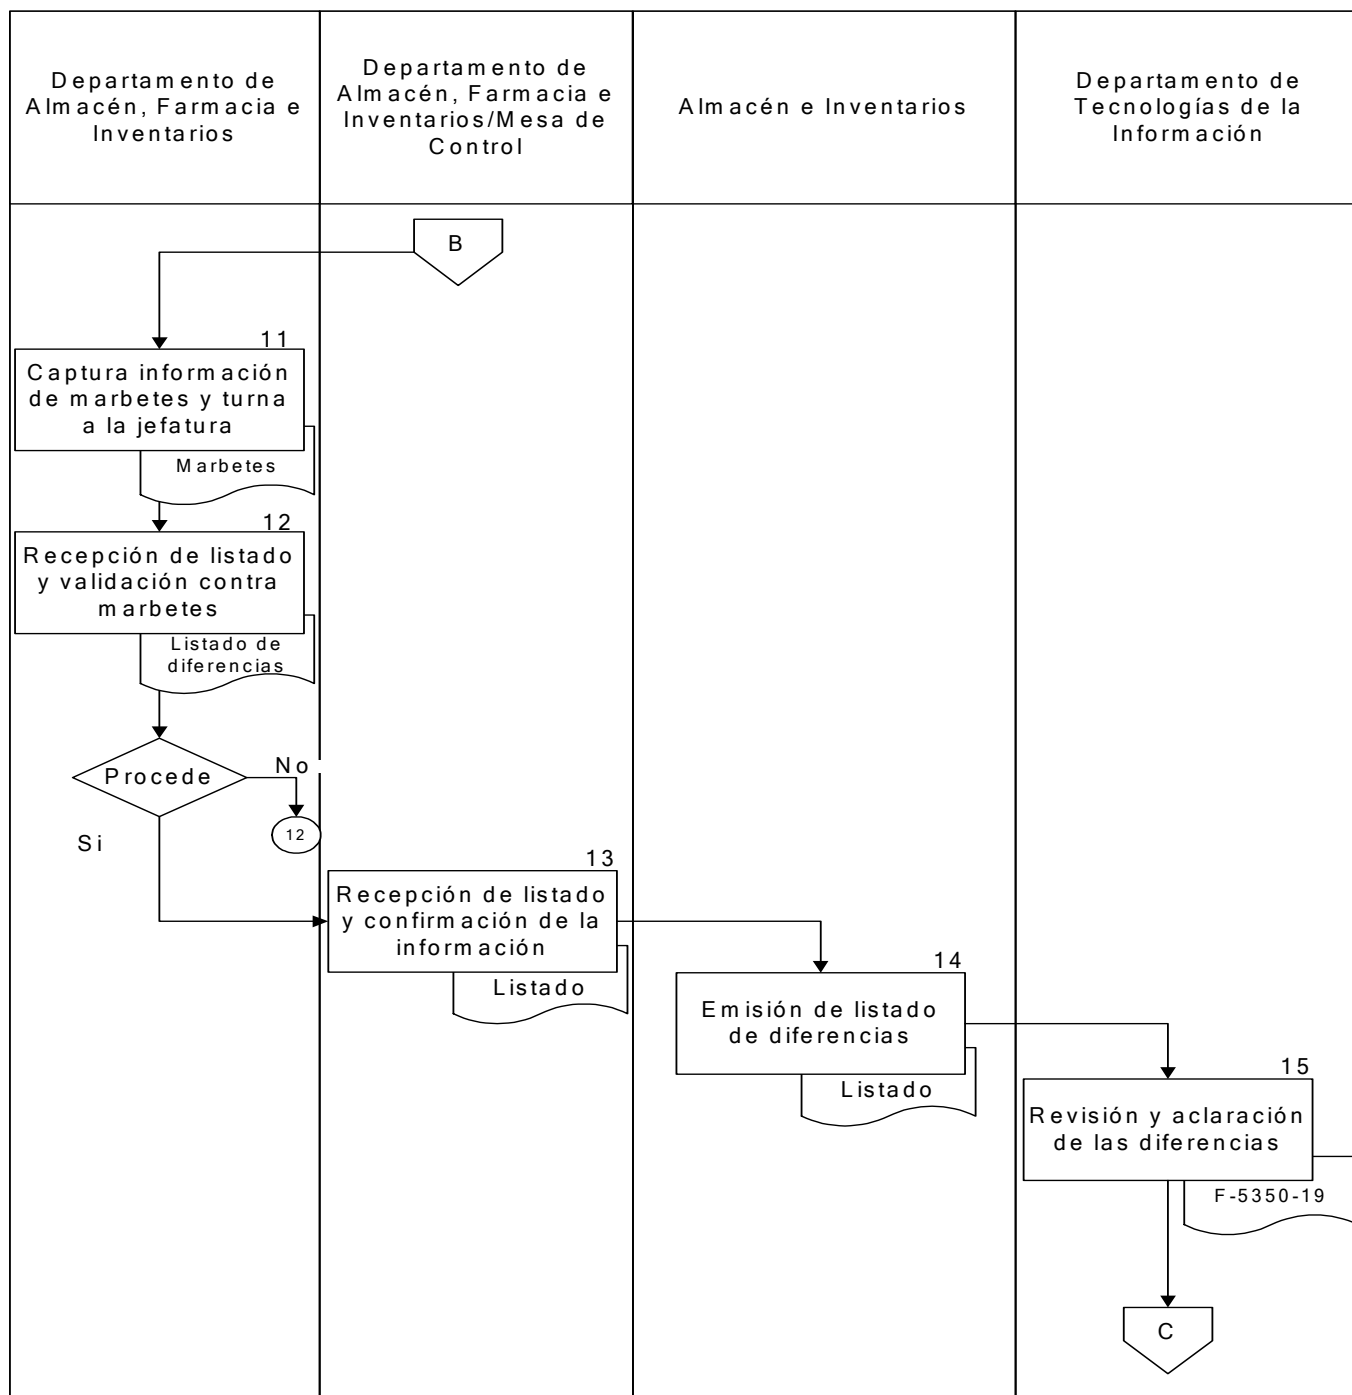 Departamento de
Almacén, Farmacia e
Inventarios
Departamento de
Almacén, Farmacia e
Inventarios/Mesa de
Control
Almacén e Inventarios
Departamento de
Tecnologías de la
Información
B
11
Captura información
de marbetes y turna
a la jefatura
Marbetes
12
Recepción de listado
y validación contra
marbetes
Listado de
diferencias
Procede
No
12
Si
13
Recepción de listado
y confirmación de la
información
Listado
14
Emisión de listado
de diferencias
Listado
15
Revisión y aclaración
de las diferencias
F-5350-19
C